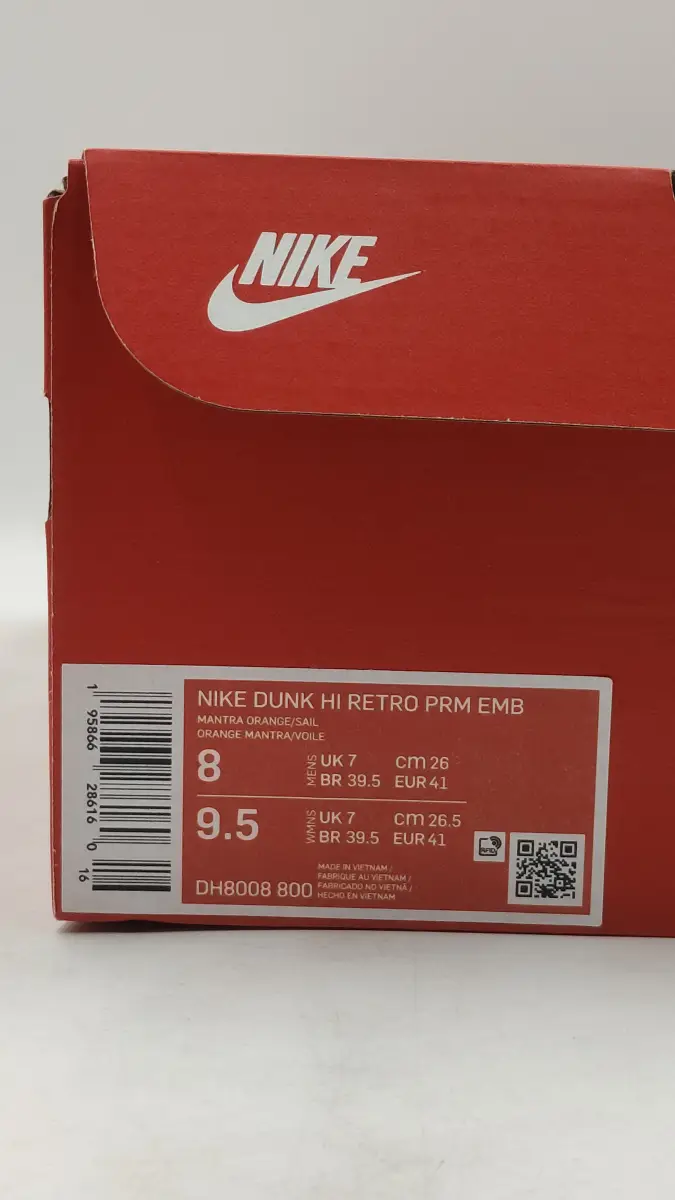 NIKE
NIKE DUNK HI RETRO PRM EMB
MANTRA ORANGE/SAIL
ORANGE MANTRA/VOILE
8
MENS
UK 7 cm 26
BR 39.5 EUR 41
9.5
WMNS
UK 7 cm 26.5
BR 39.5 EUR 41
RFID
DH8008 800
MADE IN VIETNAM /
FABRIQUE AU VIETNAM /
FABRICADO NO VIETNÃ /
HECHO EN VIETNAM
1 95866 28616 0 16